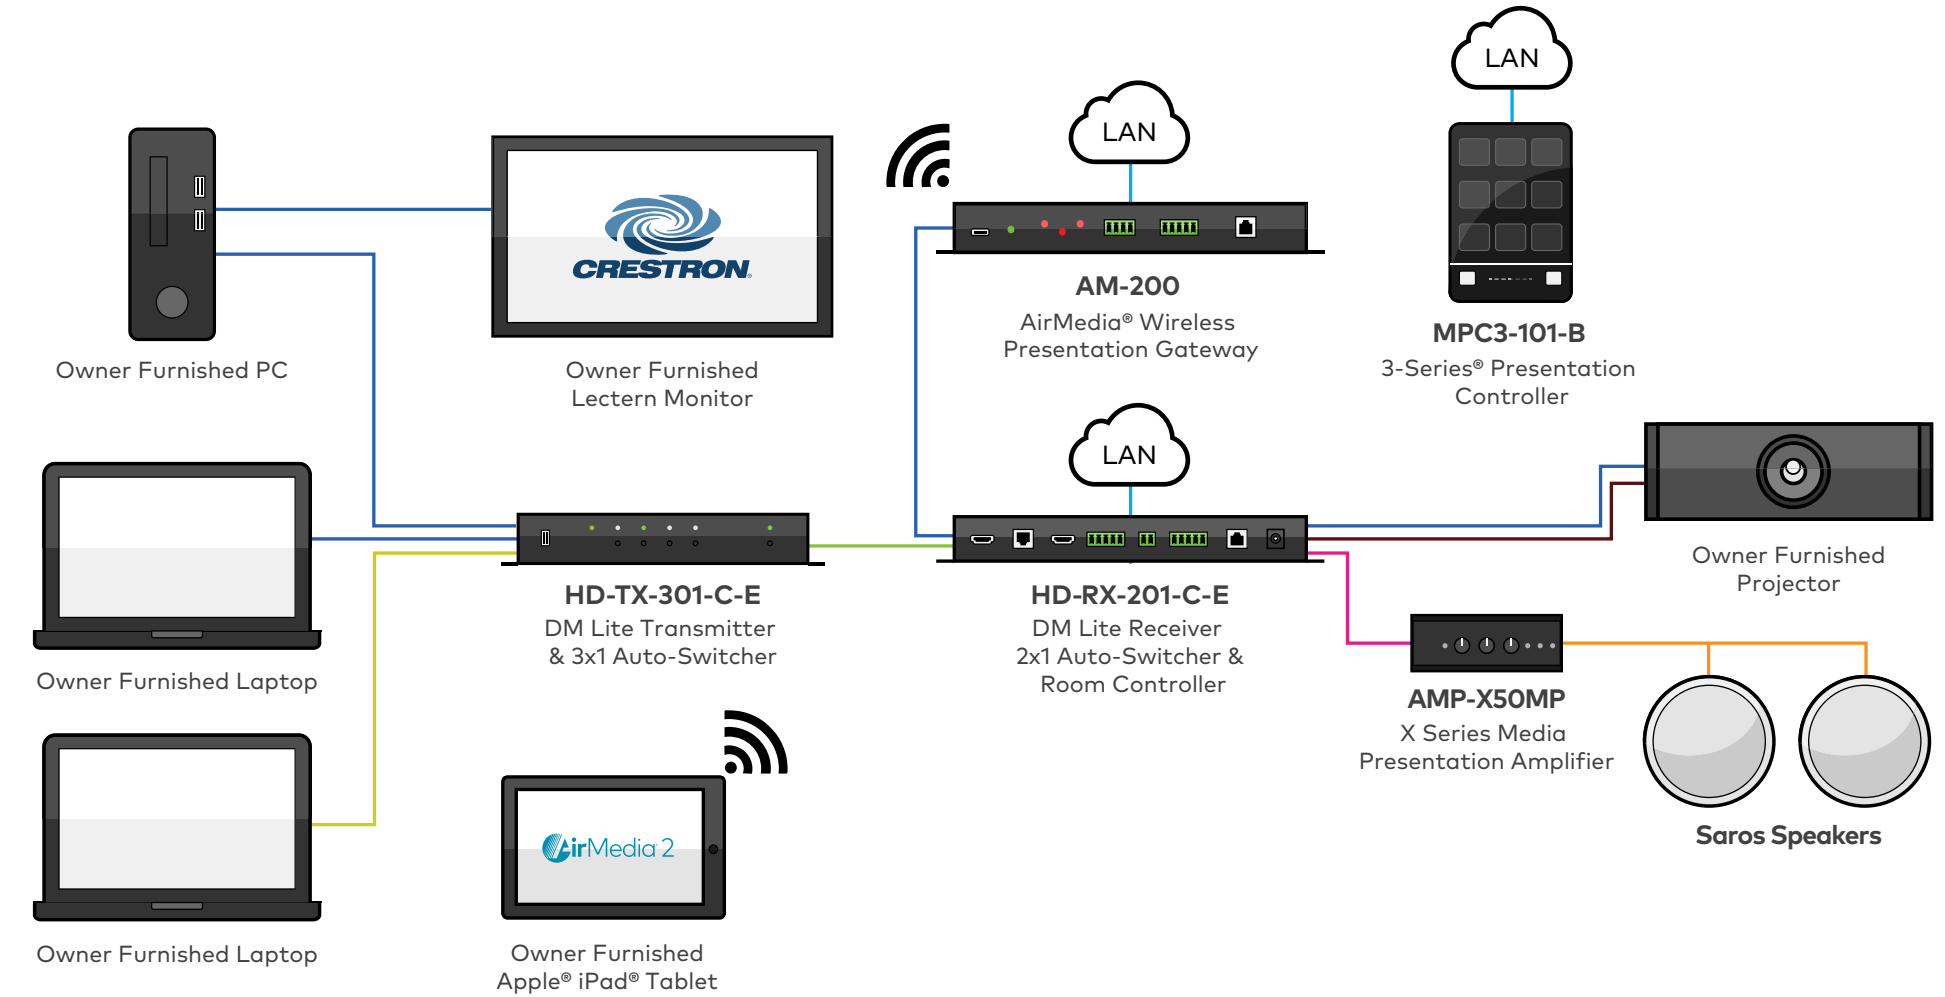 LAN
LAN
CRESTRON
Owner Furnished PC
Owner Furnished
Lectern Monitor
AM-200
AirMedia® Wireless
Presentation Gateway
MPC3-101-B
3-Series® Presentation
Controller
LAN
Owner Furnished
Projector
Owner Furnished Laptop
HD-TX-301-C-E
DM Lite Transmitter
& 3x1 Auto-Switcher
HD-RX-201-C-E
DM Lite Receiver
2x1 Auto-Switcher &
Room Controller
AMP-X50MP
X Series Media
Presentation Amplifier
Saros Speakers
AirMedia 2
Owner Furnished Laptop
Owner Furnished
Apple® iPad® Tablet